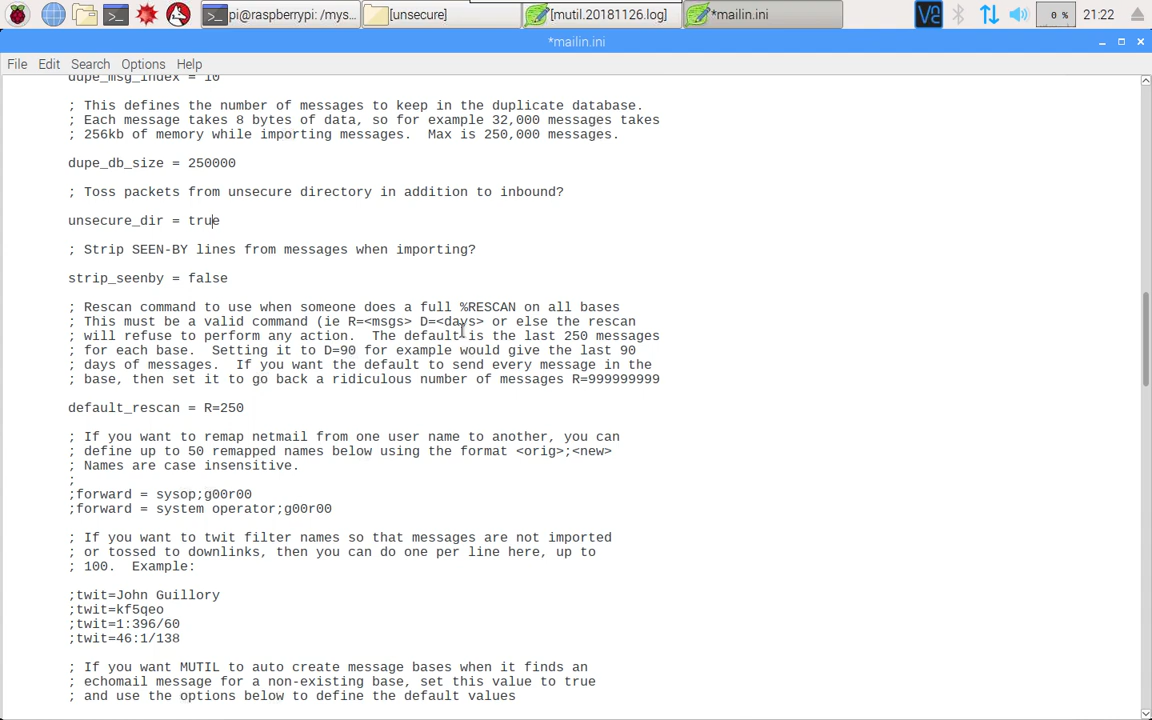 pi@raspberrypi: /mys...
[unsecure]
[mutil.20181126.log]
*mailin.ini
V2
0 %
21:22
*mailin.ini
File Edit Search Options Help
dupe_msg_index = 10
; This defines the number of messages to keep in the duplicate database.
; Each message takes 8 bytes of data, so for example 32,000 messages takes
; 256kb of memory while importing messages.  Max is 250,000 messages.
dupe_db_size = 250000
; Toss packets from unsecure directory in addition to inbound?
unsecure_dir = true
; Strip SEEN-BY lines from messages when importing?
strip_seenby = false
; Rescan command to use when someone does a full %RESCAN on all bases
; This must be a valid command (ie R=<msgs> D=<days> or else the rescan
; will refuse to perform any action.  The default is the last 250 messages
; for each base.  Setting it to D=90 for example would give the last 90
; days of messages.  If you want the default to send every message in the
; base, then set it to go back a ridiculous number of messages R=999999999
default_rescan = R=250
; If you want to remap netmail from one user name to another, you can
; define up to 50 remapped names below using the format <orig>;<new>
; Names are case insensitive.
;
;forward = sysop;g00r00
;forward = system operator;g00r00
; If you want to twit filter names so that messages are not imported
; or tossed to downlinks, then you can do one per line here, up to
; 100.  Example:
;twit=John Guillory
;twit=kf5qeo
;twit=1:396/60
;twit=46:1/138
; If you want MUTIL to auto create message bases when it finds an
; echomail message for a non-existing base, set this value to true
; and use the options below to define the default values